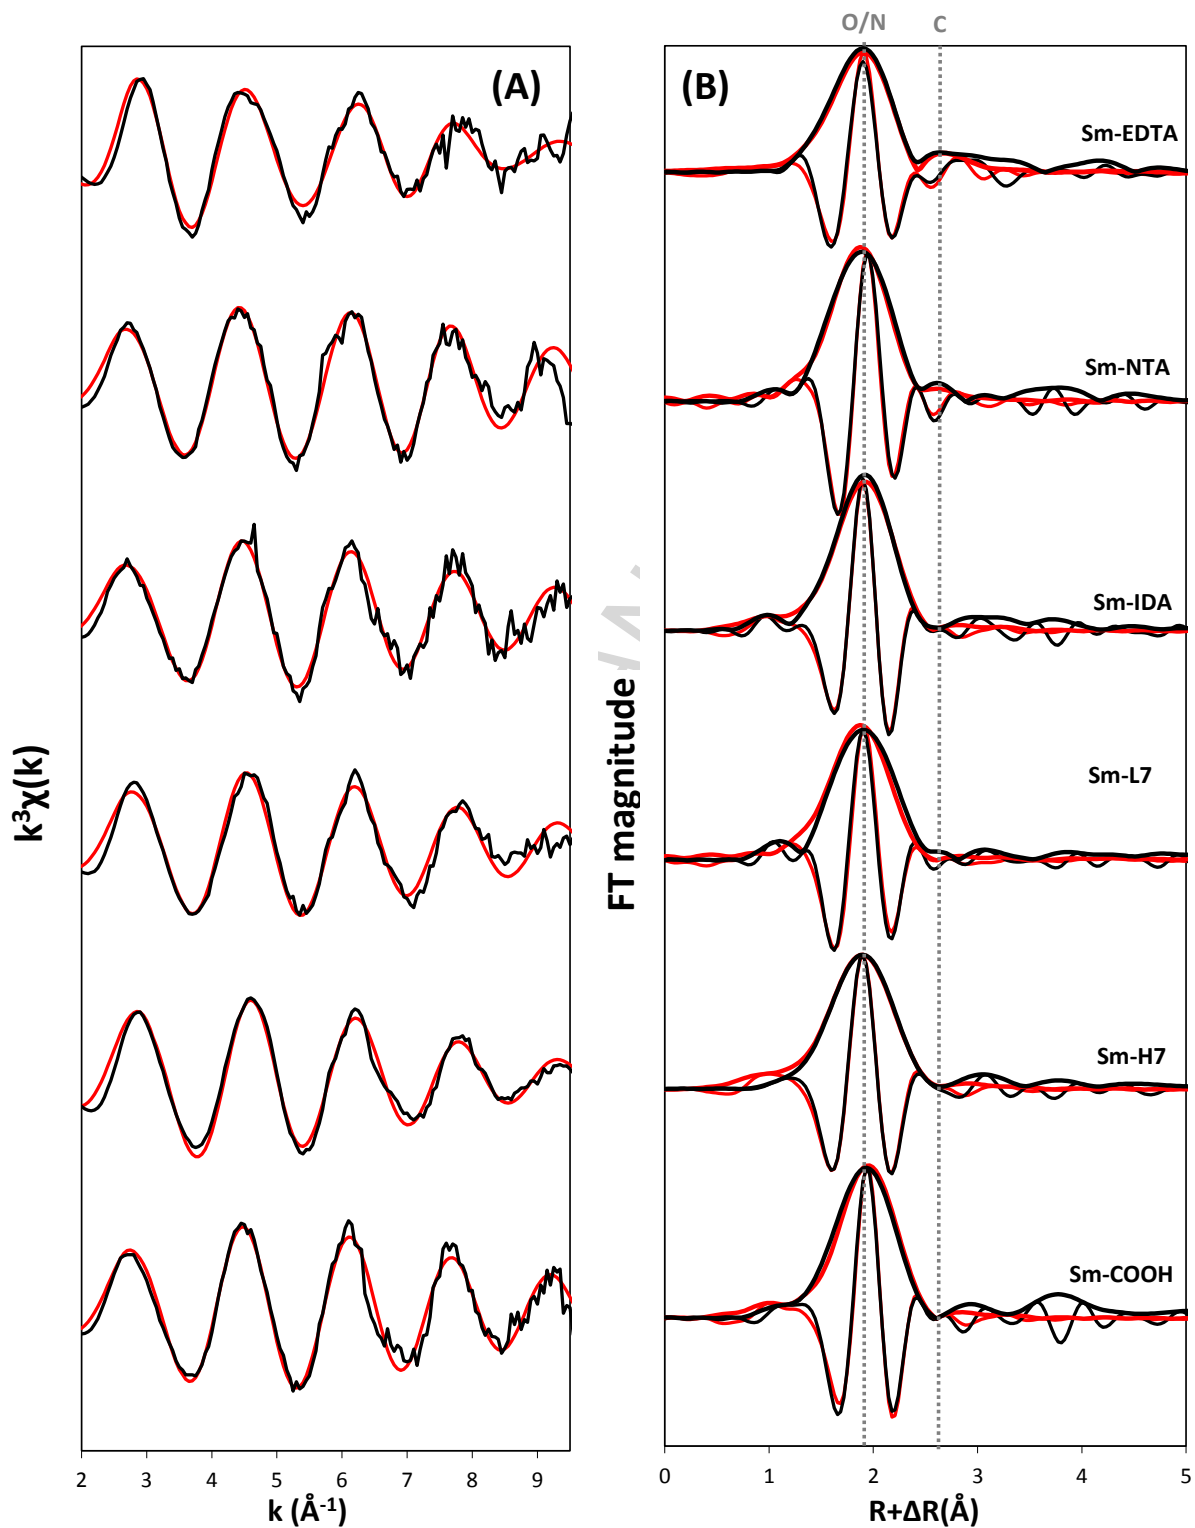 O/N C
(A)
(B)
Sm-EDTA
Sm-NTA
Sm-IDA
Sm-L7
Sm-H7
Sm-COOH
k³χ(k)
FT magnitude
2 3 4 5 6 7 8 9
k (Å⁻¹)
0 1 2 3 4 5
R+ΔR(Å)